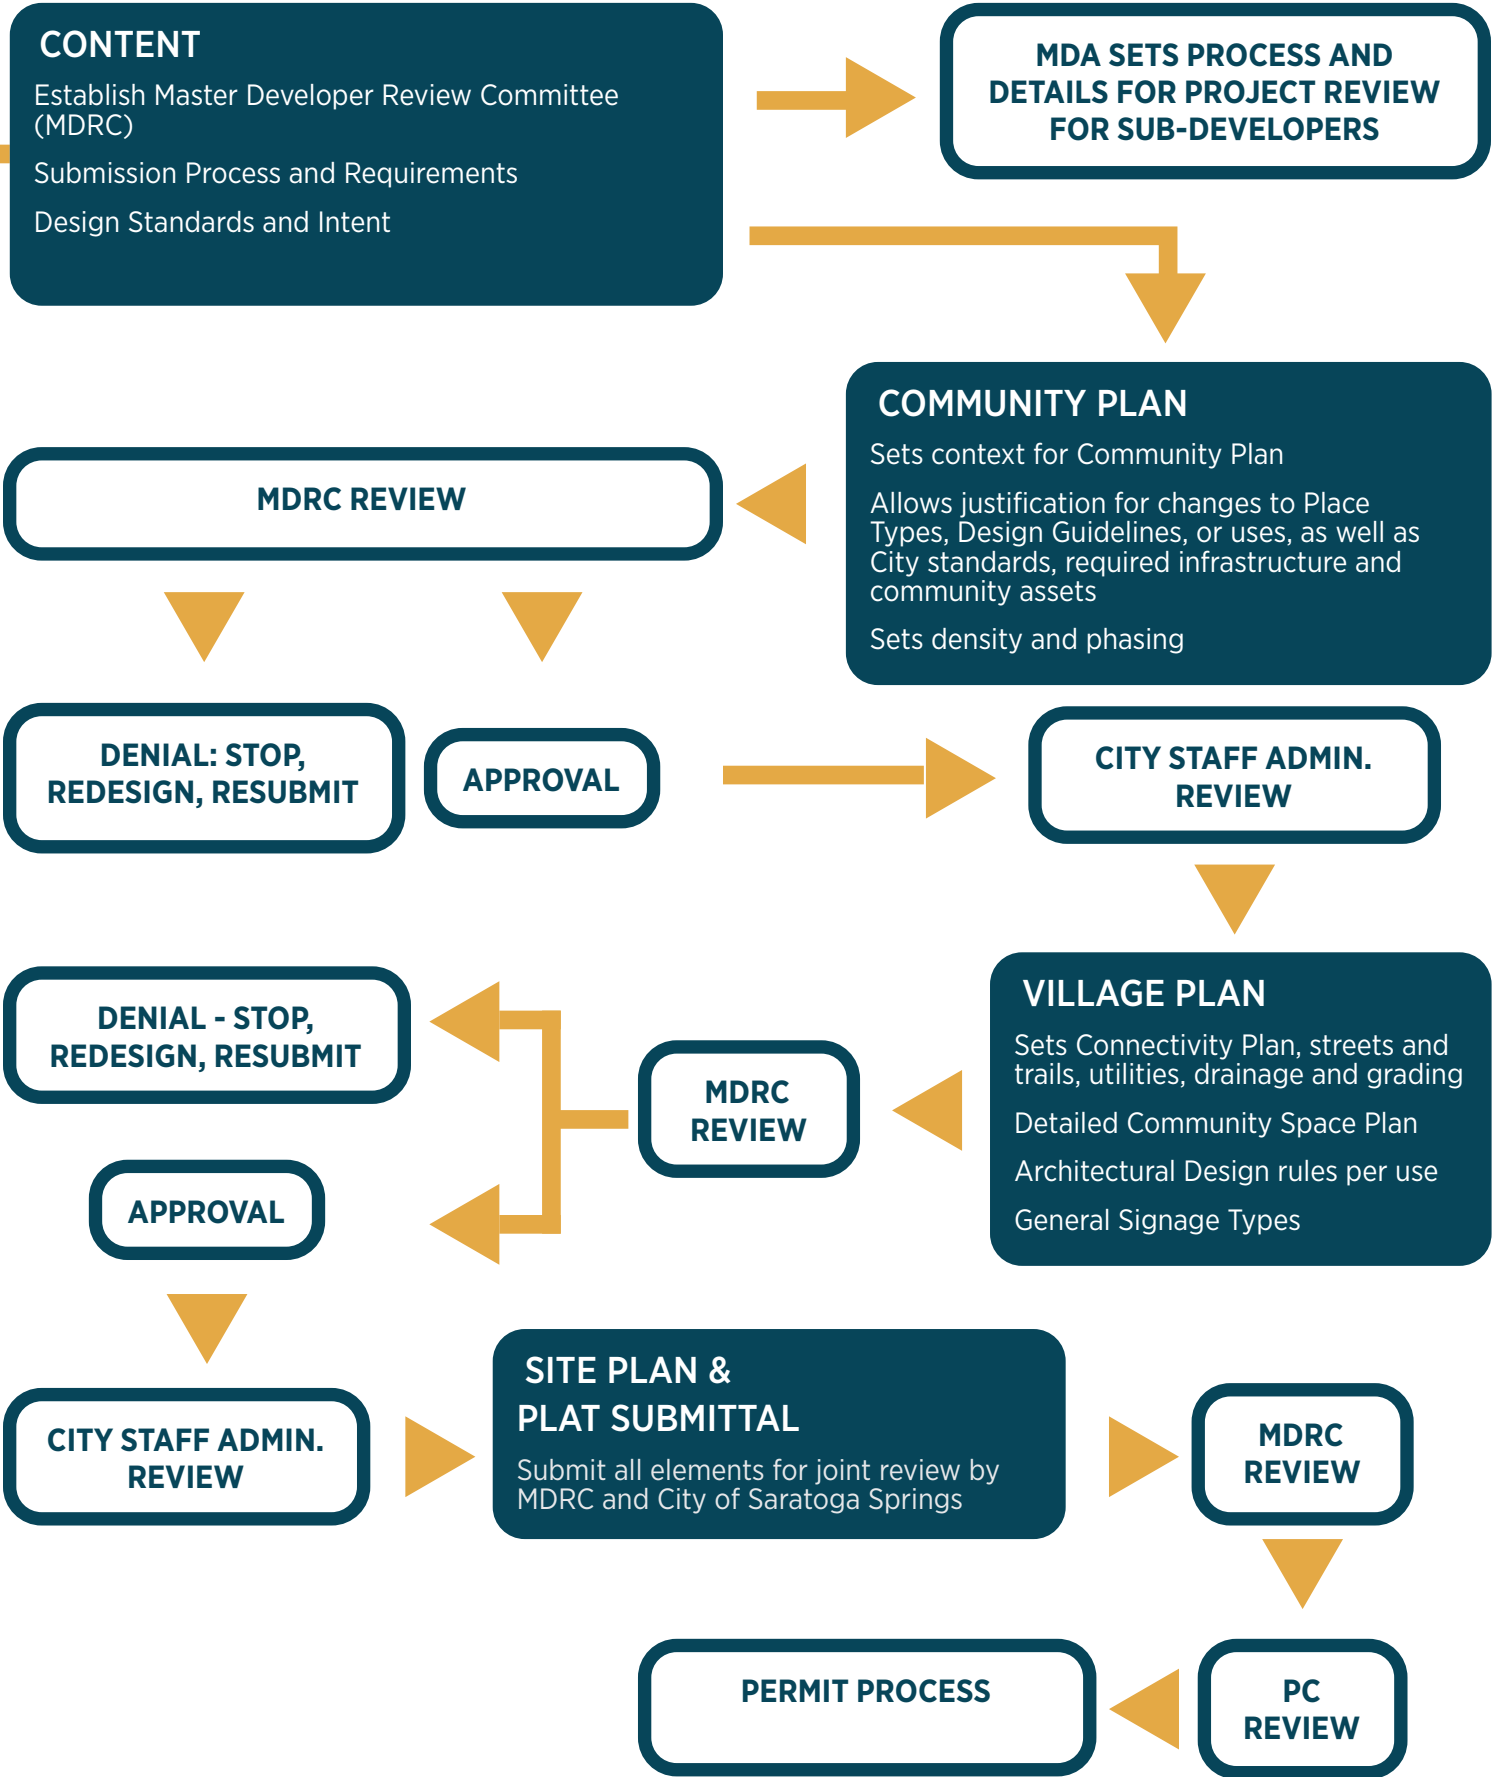 CONTENT
Establish Master Developer Review Committee
(MDRC)
Submission Process and Requirements
Design Standards and Intent
MDA SETS PROCESS AND
DETAILS FOR PROJECT REVIEW
FOR SUB-DEVELOPERS
COMMUNITY PLAN
Sets context for Community Plan
Allows justification for changes to Place
Types, Design Guidelines, or uses, as well as
City standards, required infrastructure and
community assets
Sets density and phasing
MDRC REVIEW
DENIAL: STOP,
REDESIGN, RESUBMIT
APPROVAL
CITY STAFF ADMIN.
REVIEW
VILLAGE PLAN
Sets Connectivity Plan, streets and
trails, utilities, drainage and grading
Detailed Community Space Plan
Architectural Design rules per use
General Signage Types
MDRC
REVIEW
DENIAL - STOP,
REDESIGN, RESUBMIT
APPROVAL
CITY STAFF ADMIN.
REVIEW
SITE PLAN &
PLAT SUBMITTAL
Submit all elements for joint review by
MDRC and City of Saratoga Springs
MDRC
REVIEW
PC
REVIEW
PERMIT PROCESS